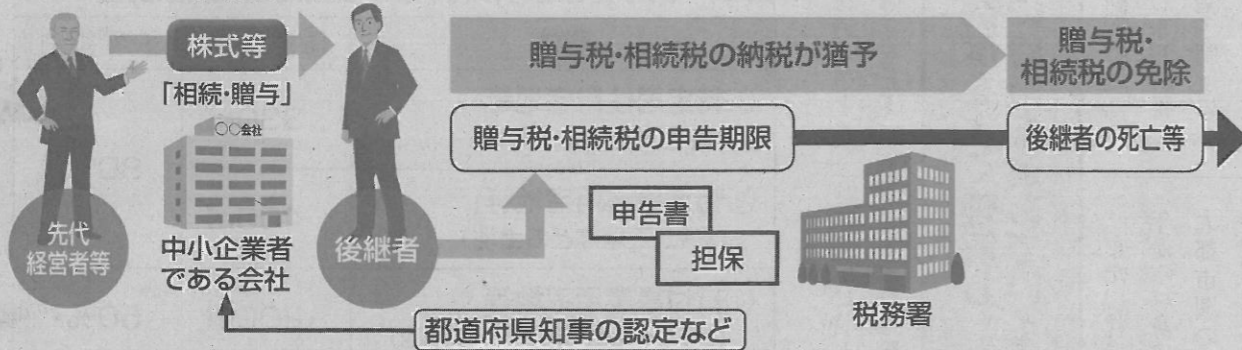 株式等
「相続・贈与」
〇〇会社
先代
経営者等
中小企業者
である会社
後継者
贈与税・相続税の納税が猶予
贈与税・
相続税の免除
贈与税・相続税の申告期限
後継者の死亡等
申告書
担保
税務署
都道府県知事の認定など